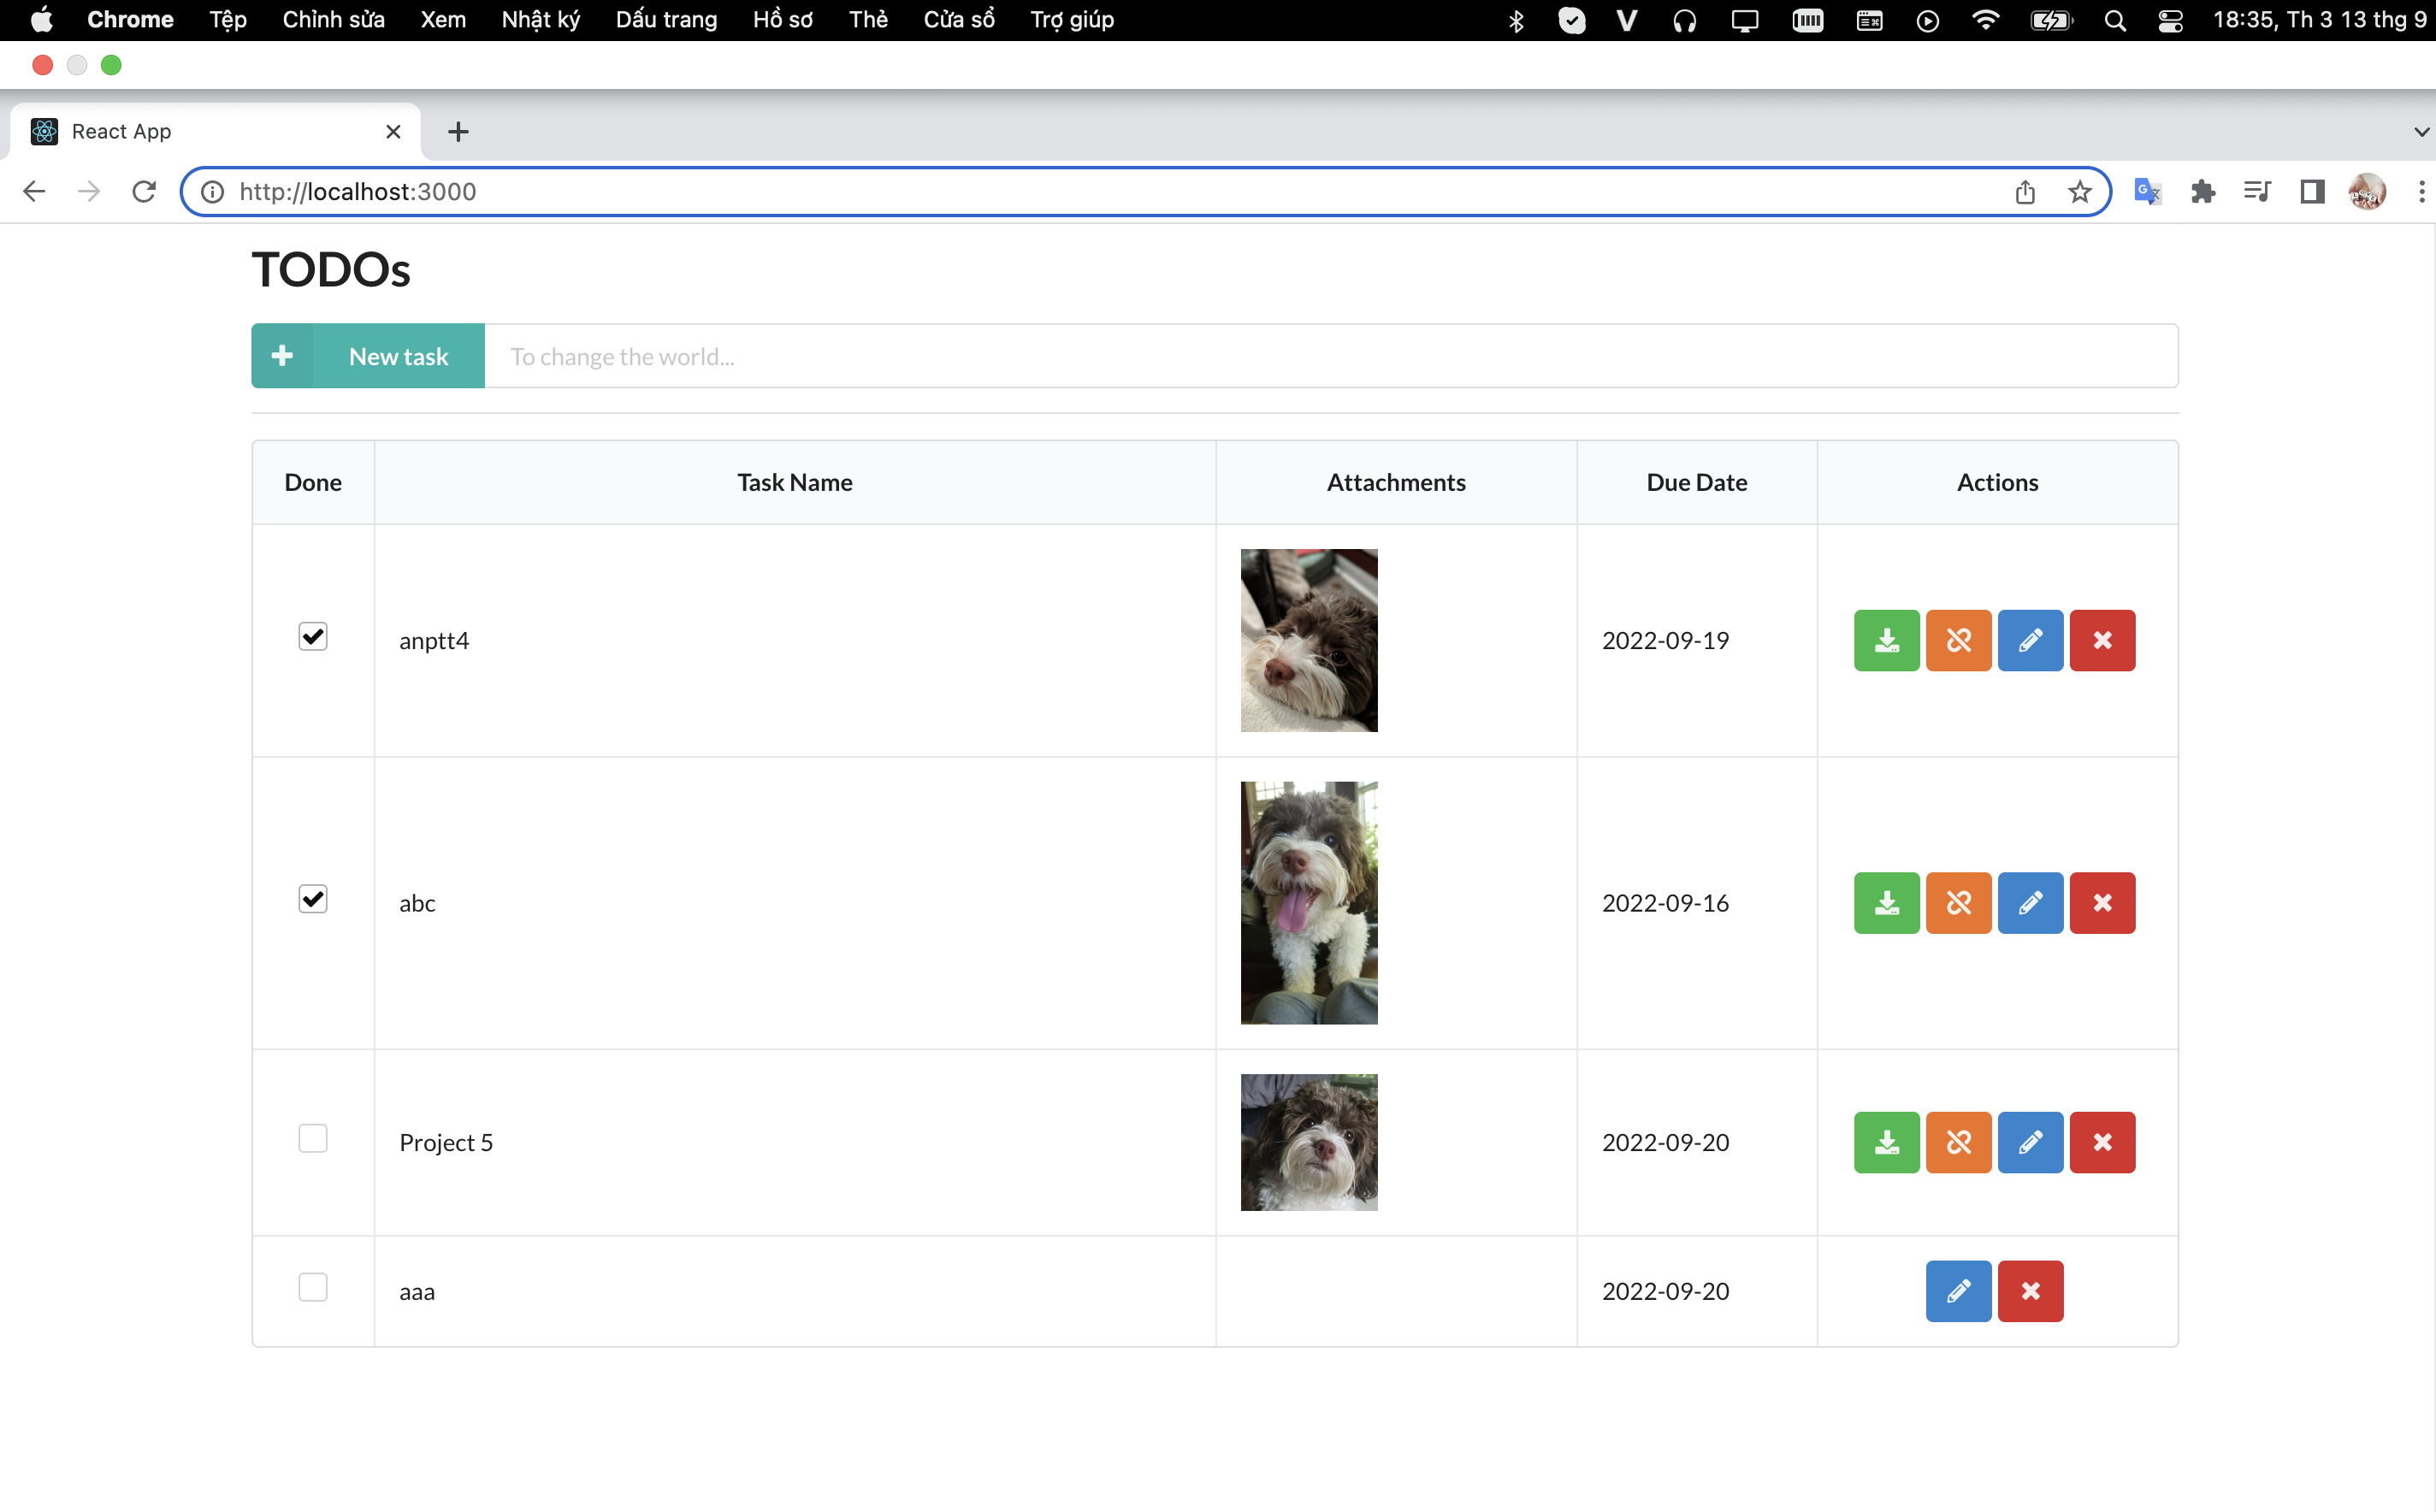 Chrome Tệp Chỉnh sửa Xem Nhật ký Dấu trang Hồ sơ Thẻ Cửa sổ Trợ giúp 18:35, Th 3 13 thg 9
React App
http://localhost:3000
TODOs
New task To change the world...
Done Task Name Attachments Due Date Actions
anptt4 2022-09-19
abc 2022-09-16
Project 5 2022-09-20
aaa 2022-09-20